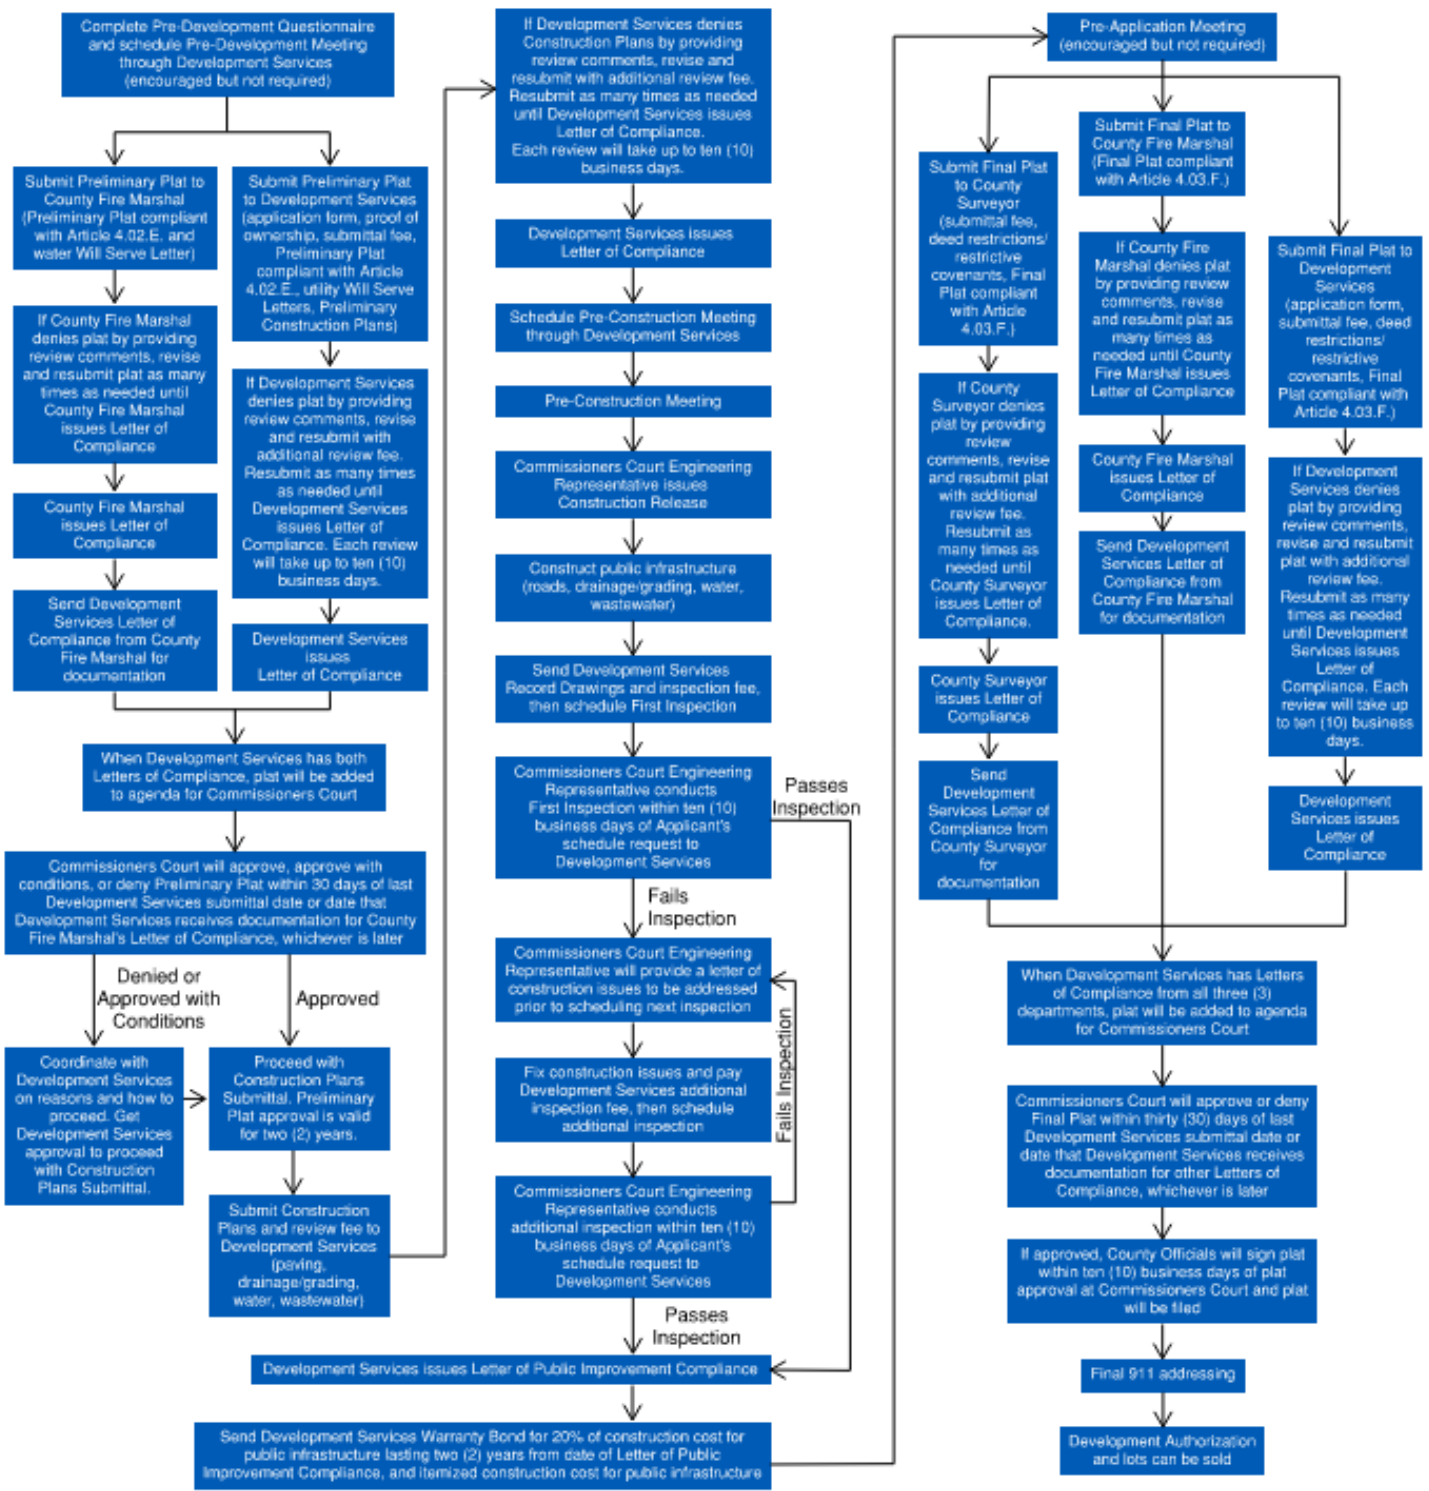 Complete Pre-Development Questionnaire
and schedule Pre-Development Meeting
through Development Services
(encouraged but not required)
Submit Preliminary Plat to
County Fire Marshal
(Preliminary Plat compliant
with Article 4.02.E. and
water Will Serve Letter)
If County Fire Marshal
denies plat by providing
review comments, revise
and resubmit plat as many
times as needed until
County Fire Marshal
issues Letter of
Compliance
County Fire Marshal
issues Letter of
Compliance
Send Development
Services Letter of
Compliance from County
Fire Marshal for
documentation
Submit Preliminary Plat
to Development Services
(application form, proof of
ownership, submittal fee,
Preliminary Plat
compliant with Article
4.02.E., utility Will Serve
Letters, Preliminary
Construction Plans)
If Development Services
denies plat by providing
review comments, revise
and resubmit with
additional review fee.
Resubmit as many times
as needed until
Development Services
issues Letter of
Compliance. Each review
will take up to ten (10)
business days.
Development Services
issues
Letter of Compliance
When Development Services has both
Letters of Compliance, plat will be added
to agenda for Commissioners Court
Commissioners Court will approve, approve with
conditions, or deny Preliminary Plat within 30 days of last
Development Services submittal date or date that
Development Services receives documentation for County
Fire Marshal's Letter of Compliance, whichever is later
Denied or
Approved with
Conditions
Approved
Coordinate with
Development Services
on reasons and how to
proceed. Get
Development Services
approval to proceed
with Construction
Plans Submittal.
Proceed with
Construction Plans
Submittal. Preliminary
Plat approval is valid
for two (2) years.
Submit Construction
Plans and review fee to
Development Services
(paving,
drainage/grading,
water, wastewater)
If Development Services denies
Construction Plans by providing
review comments, revise and
resubmit with additional review fee.
Resubmit as many times as needed
until Development Services issues
Letter of Compliance.
Each review will take up to ten (10)
business days.
Development Services issues
Letter of Compliance
Schedule Pre-Construction Meeting
through Development Services
Pre-Construction Meeting
Commissioners Court Engineering
Representative issues
Construction Release
Construct public infrastructure
(roads, drainage/grading, water,
wastewater)
Send Development Services
Record Drawings and inspection fee,
then schedule First Inspection
Commissioners Court Engineering
Representative conducts
First Inspection within ten (10)
business days of Applicant's
schedule request to
Development Services
Passes
Inspection
Fails
Inspection
Commissioners Court Engineering
Representative will provide a letter of
construction issues to be addressed
prior to scheduling next inspection
Fix construction issues and pay
Development Services additional
inspection fee, then schedule
additional inspection
Fails Inspection
Commissioners Court Engineering
Representative conducts
additional inspection within ten (10)
business days of Applicant's
schedule request to
Development Services
Passes
Inspection
Development Services issues Letter of Public Improvement Compliance
Send Development Services Warranty Bond for 20% of construction cost for
public infrastructure lasting two (2) years from date of Letter of Public
Improvement Compliance, and itemized construction cost for public infrastructure
Pre-Application Meeting
(encouraged but not required)
Submit Final Plat
to County
Surveyor
(submittal fee,
deed restrictions/
restrictive
covenants, Final
Plat compliant
with Article
4.03.F.)
If County
Surveyor denies
plat by providing
review
comments, revise
and resubmit plat
with additional
review fee.
Resubmit as
many times as
needed until
County Surveyor
issues Letter of
Compliance.
County Surveyor
issues Letter of
Compliance
Send
Development
Services Letter of
Compliance from
County Surveyor
for
documentation
Submit Final Plat to
County Fire Marshal
(Final Plat compliant
with Article 4.03.F.)
If County Fire
Marshal denies plat
by providing review
comments, revise
and resubmit plat as
many times as
needed until County
Fire Marshal issues
Letter of Compliance
County Fire Marshal
issues Letter of
Compliance
Send Development
Services Letter of
Compliance from
County Fire Marshal
for documentation
Submit Final Plat to
Development
Services
(application form,
submittal fee, deed
restrictions/
restrictive
covenants, Final
Plat compliant with
Article 4.03.F.)
If Development
Services denies
plat by providing
review comments,
revise and resubmit
plat with additional
review fee.
Resubmit as many
times as needed
until Development
Services issues
Letter of
Compliance. Each
review will take up
to ten (10) business
days.
Development
Services issues
Letter of
Compliance
When Development Services has Letters
of Compliance from all three (3)
departments, plat will be added to agenda
for Commissioners Court
Commissioners Court will approve or deny
Final Plat within thirty (30) days of last
Development Services submittal date or
date that Development Services receives
documentation for other Letters of
Compliance, whichever is later
If approved, County Officials will sign plat
within ten (10) business days of plat
approval at Commissioners Court and plat
will be filed
Final 911 addressing
Development Authorization
and lots can be sold